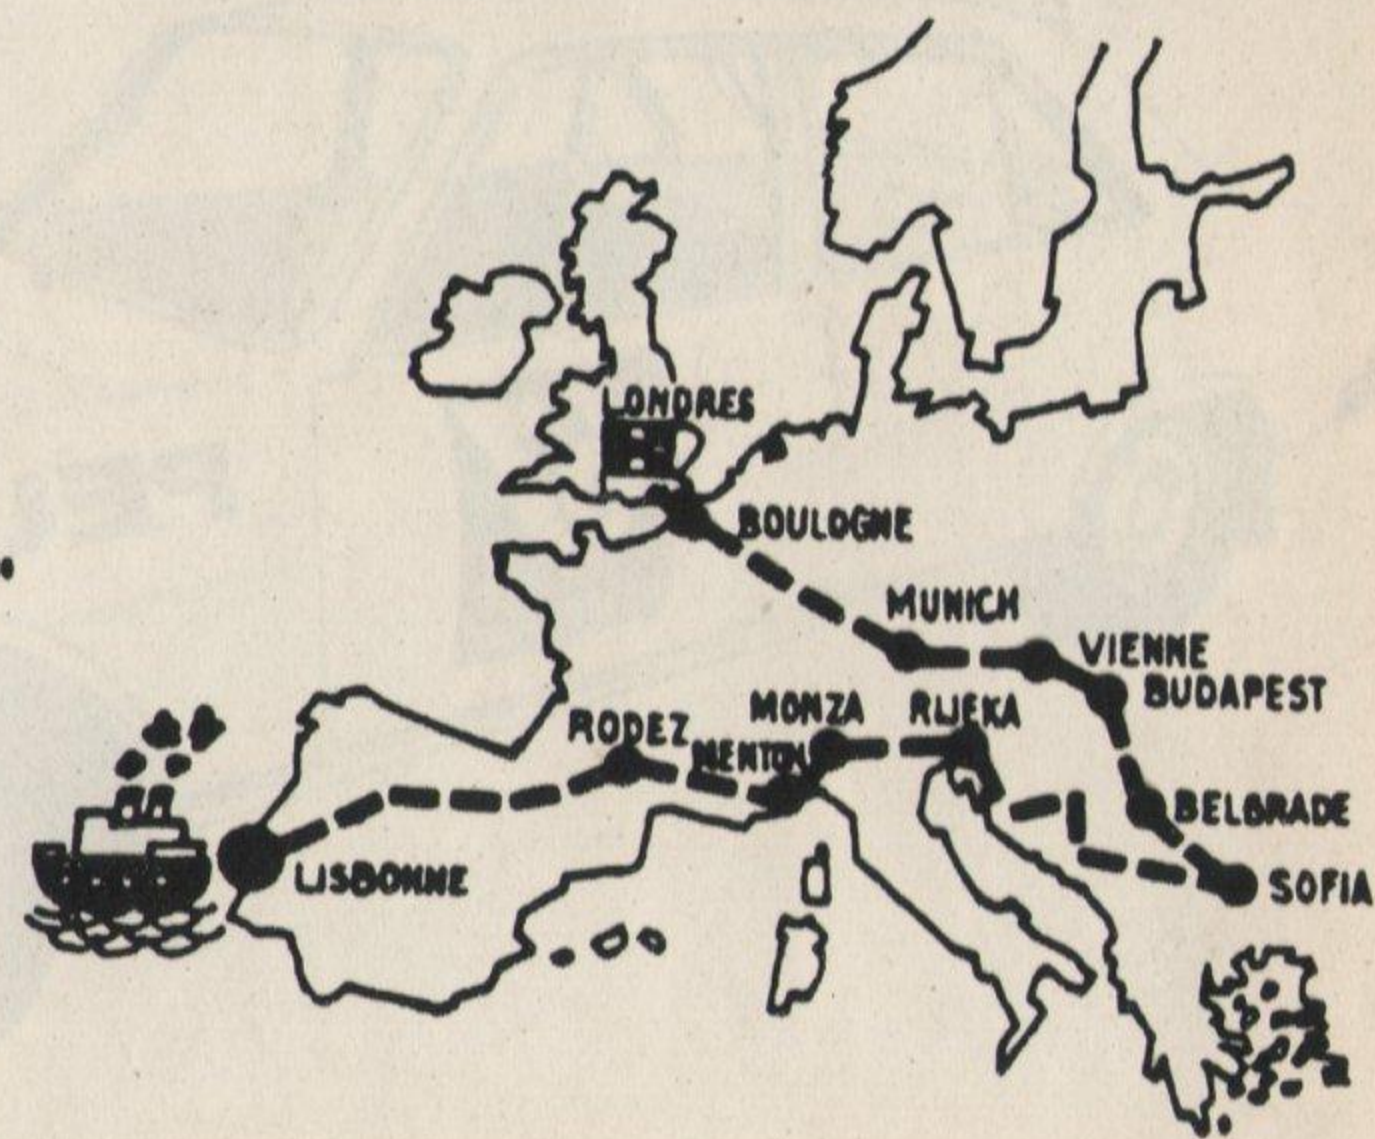 LONDRES
BOULOGNE
MUNICH
VIENNE
BUDAPEST
MONZA
RIJEKA
RODEZ
MENTON
BELGRADE
LISBONNE
SOFIA